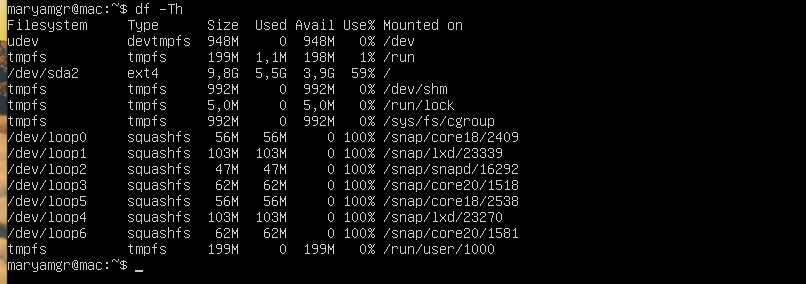 maryamgr@mac:~$ df -Th
Filesystem Type Size Used Avail Use% Mounted on
udev devtmpfs 948M 0 948M 0% /dev
tmpfs tmpfs 199M 1,1M 198M 1% /run
/dev/sda2 ext4 9,8G 5,5G 3,9G 59% /
tmpfs tmpfs 992M 0 992M 0% /dev/shm
tmpfs tmpfs 5,0M 0 5,0M 0% /run/lock
tmpfs tmpfs 992M 0 992M 0% /sys/fs/cgroup
/dev/loop0 squashfs 56M 56M 0 100% /snap/core18/2409
/dev/loop1 squashfs 103M 103M 0 100% /snap/lxd/23339
/dev/loop2 squashfs 47M 47M 0 100% /snap/snapd/16292
/dev/loop3 squashfs 62M 62M 0 100% /snap/core20/1518
/dev/loop5 squashfs 56M 56M 0 100% /snap/core18/2538
/dev/loop4 squashfs 103M 103M 0 100% /snap/lxd/23270
/dev/loop6 squashfs 62M 62M 0 100% /snap/core20/1581
tmpfs tmpfs 199M 0 199M 0% /run/user/1000
maryamgr@mac:~$ _